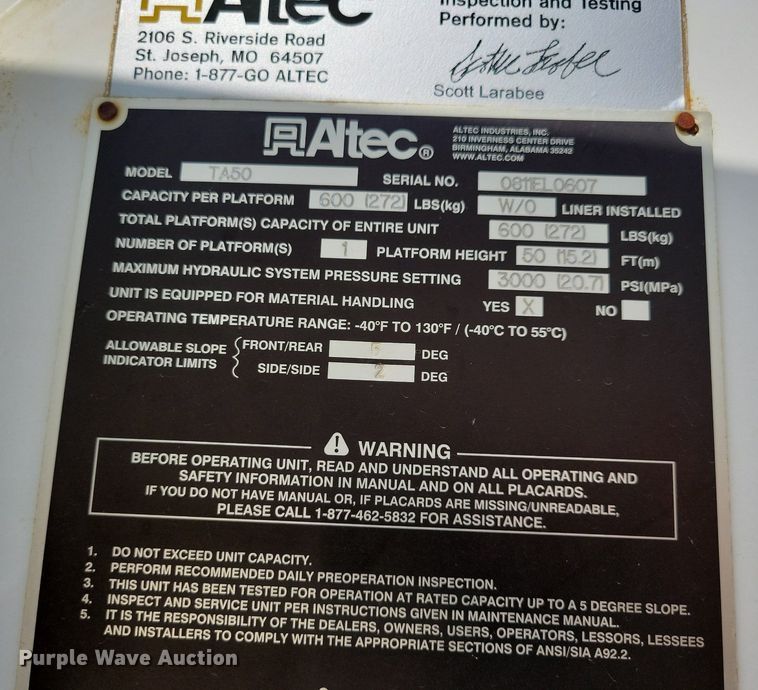 Altec
2106 S. Riverside Road
St. Joseph, MO 64507
Phone: 1-877-GO ALTEC
Inspection and Testing
Performed by:
Scott Larabee
Altec®
ALTEC INDUSTRIES, INC.
210 INVERNESS CENTER DRIVE
BIRMINGHAM, ALABAMA 35242
WWW.ALTEC.COM
MODEL TA50 SERIAL NO. 0811EL0607
CAPACITY PER PLATFORM 600 (272) LBS(kg) W/O LINER INSTALLED
TOTAL PLATFORM(S) CAPACITY OF ENTIRE UNIT 600 (272) LBS(kg)
NUMBER OF PLATFORM(S) 1 PLATFORM HEIGHT 50 (15.2) FT(m)
MAXIMUM HYDRAULIC SYSTEM PRESSURE SETTING 3000 (20.7) PSI(MPa)
UNIT IS EQUIPPED FOR MATERIAL HANDLING YES X NO
OPERATING TEMPERATURE RANGE: -40°F TO 130°F / (-40°C TO 55°C)
ALLOWABLE SLOPE INDICATOR LIMITS
FRONT/REAR 5 DEG
SIDE/SIDE 2 DEG
WARNING
BEFORE OPERATING UNIT, READ AND UNDERSTAND ALL OPERATING AND
SAFETY INFORMATION IN MANUAL AND ON ALL PLACARDS.
IF YOU DO NOT HAVE MANUAL OR, IF PLACARDS ARE MISSING/UNREADABLE,
PLEASE CALL 1-877-462-5832 FOR ASSISTANCE.
1. DO NOT EXCEED UNIT CAPACITY.
2. PERFORM RECOMMENDED DAILY PREOPERATION INSPECTION.
3. THIS UNIT HAS BEEN TESTED FOR OPERATION AT RATED CAPACITY UP TO A 5 DEGREE SLOPE.
4. INSPECT AND SERVICE UNIT PER INSTRUCTIONS GIVEN IN MAINTENANCE MANUAL.
5. IT IS THE RESPONSIBILITY OF THE DEALERS, OWNERS, USERS, OPERATORS, LESSORS, LESSEES
AND INSTALLERS TO COMPLY WITH THE APPROPRIATE SECTIONS OF ANSI/SIA A92.2.
Purple Wave Auction